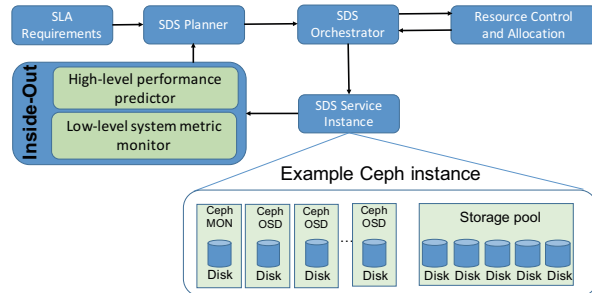 SLA
Requirements
SDS Planner
SDS
Orchestrator
Resource Control
and Allocation
Inside-Out
High-level performance
predictor
Low-level system metric
monitor
SDS Service
Instance
Example Ceph instance
Ceph
MON
Disk
Ceph
OSD
Disk
Ceph
OSD
Disk
...
Ceph
OSD
Disk
Storage pool
Disk Disk Disk Disk Disk